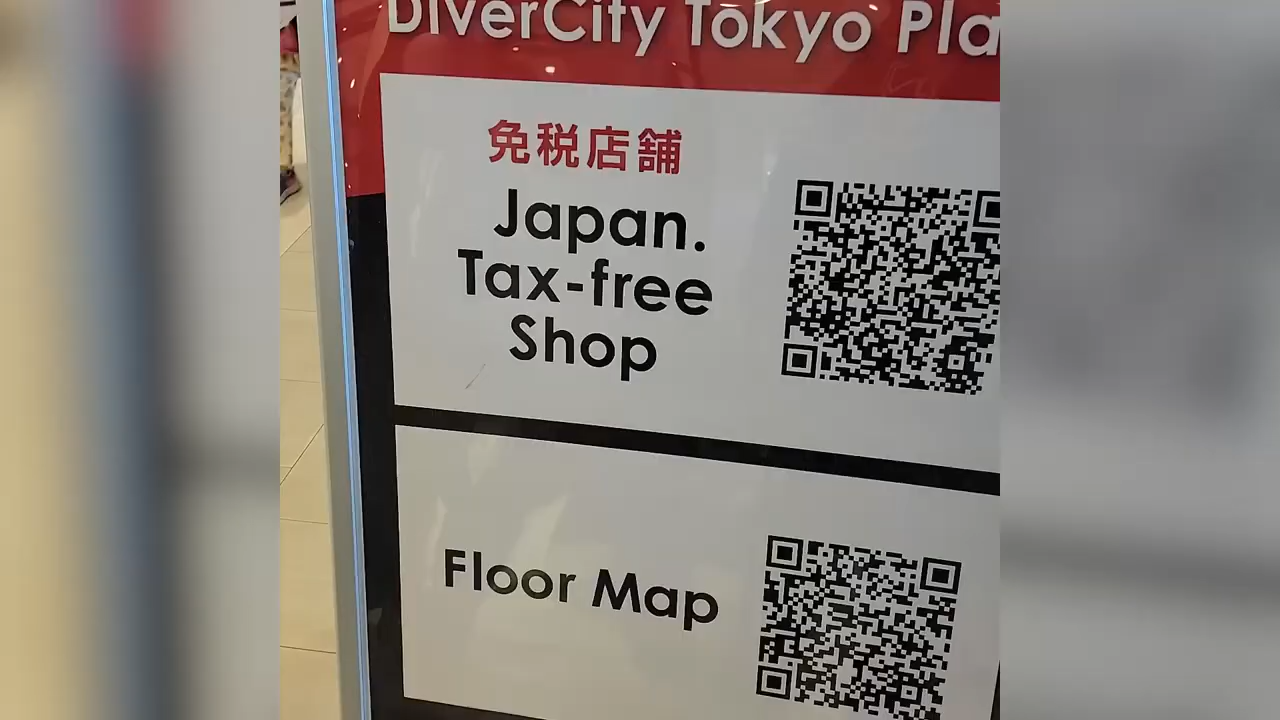 DiverCity Tokyo Pla
免税店舗
Japan.
Tax-free
Shop
Floor Map